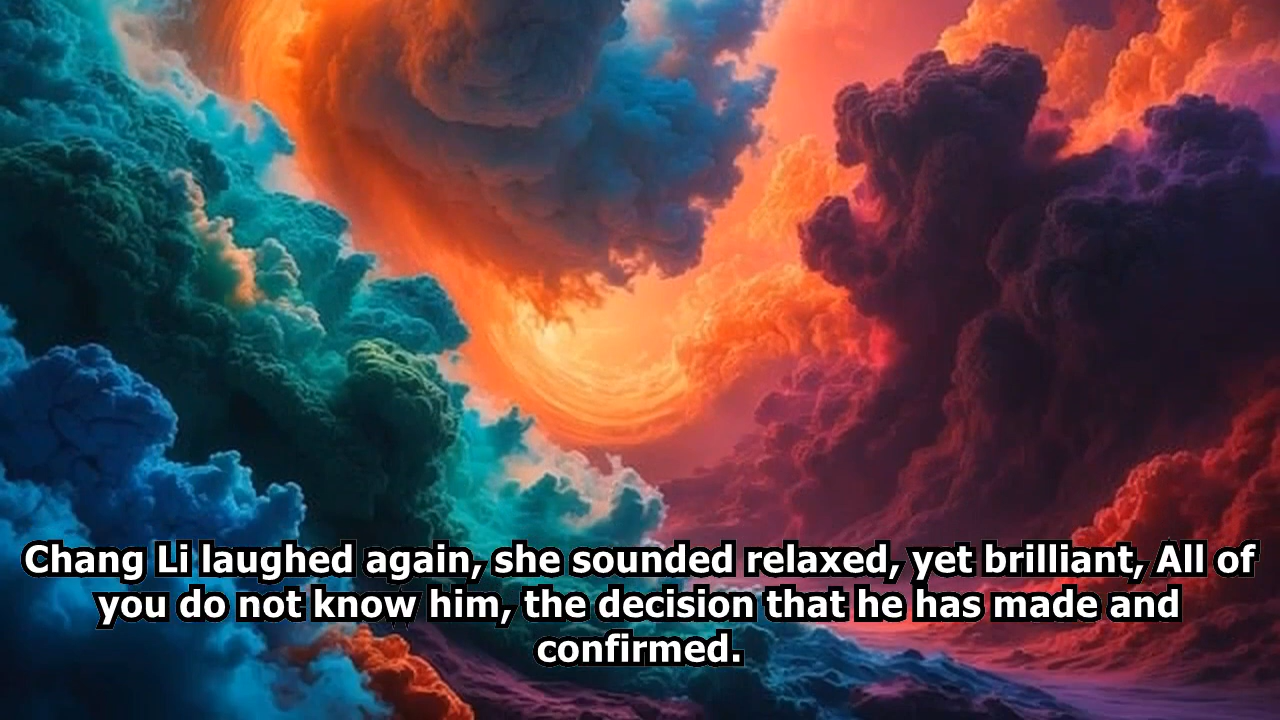 Chang Li laughed again, she sounded relaxed, yet brilliant, All of
you do not know him, the decision that he has made and
confirmed.